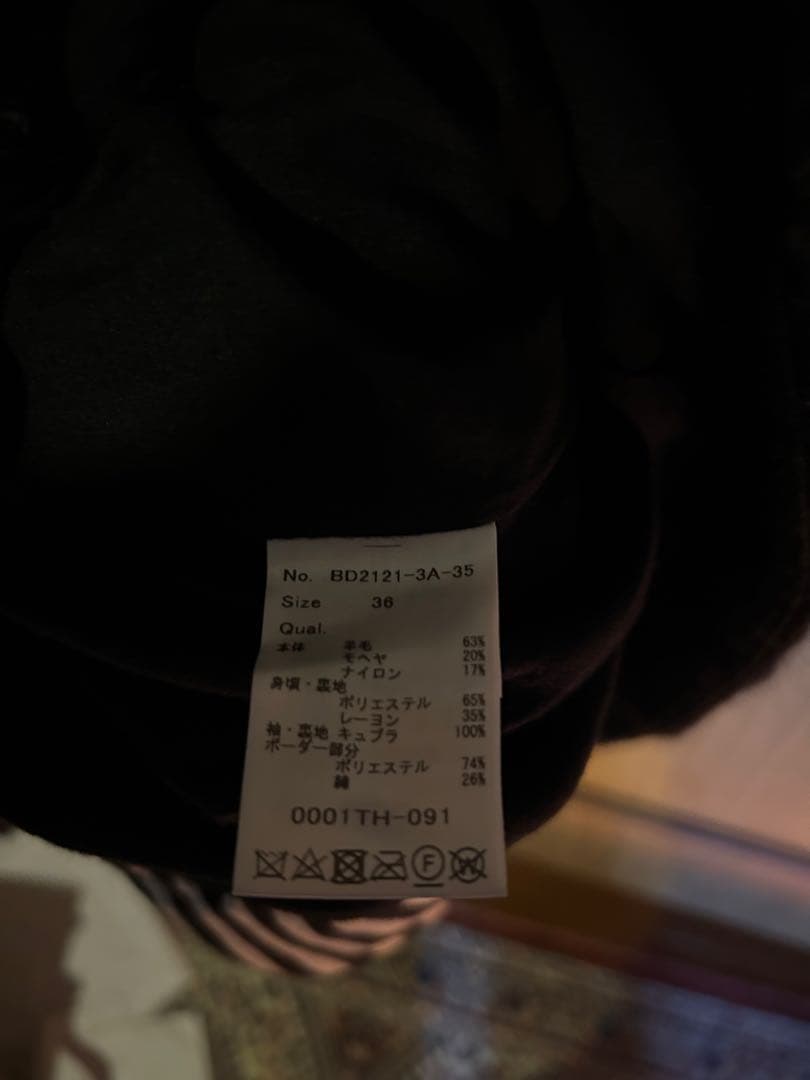 No. BD2121-3A-35
Size 36
Qual.
本体 羊毛 63%
モヘヤ 20%
ナイロン 17%
身頃・裏地
ポリエステル 65%
レーヨン 35%
袖・裏地 キュプラ 100%
ボーダー部分
ポリエステル 74%
綿 26%
0001TH-091
F W